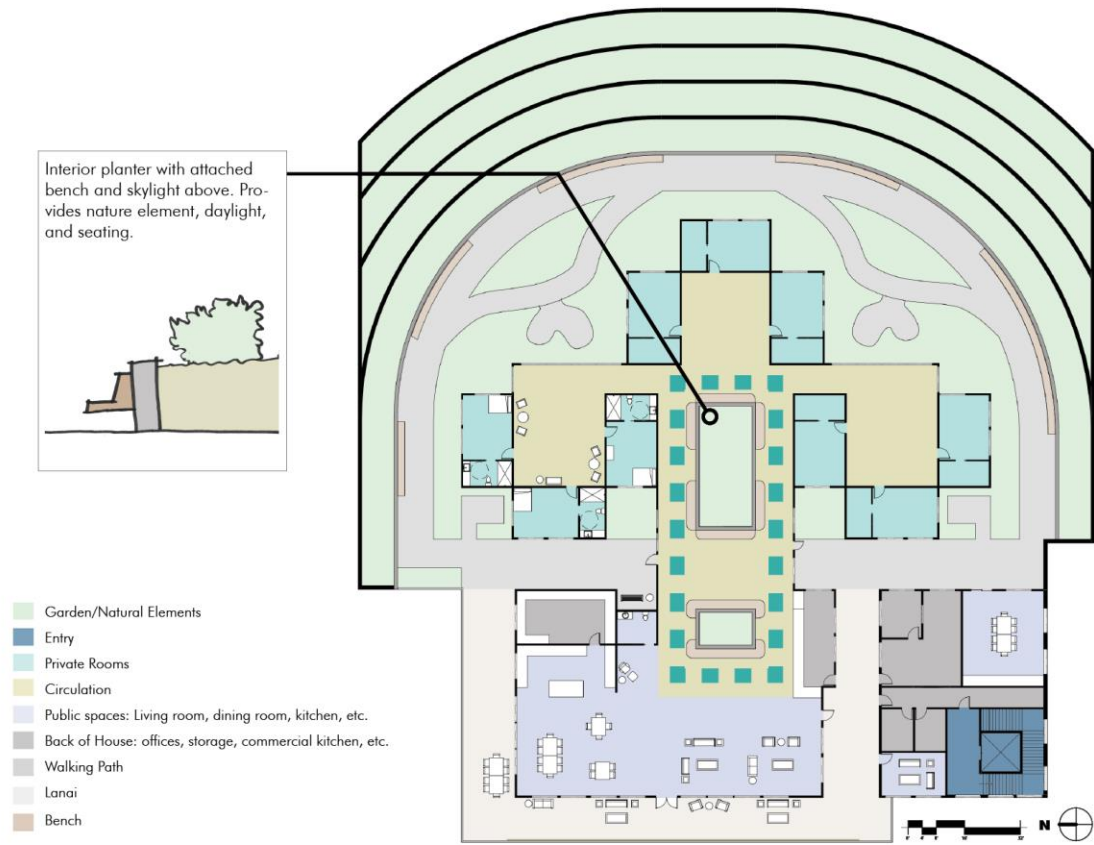 Interior planter with attached
bench and skylight above. Pro-
vides nature element, daylight,
and seating.
Garden/Natural Elements
Entry
Private Rooms
Circulation
Public spaces: Living room, dining room, kitchen, etc.
Back of House: offices, storage, commercial kitchen, etc.
Walking Path
Lanai
Bench
N